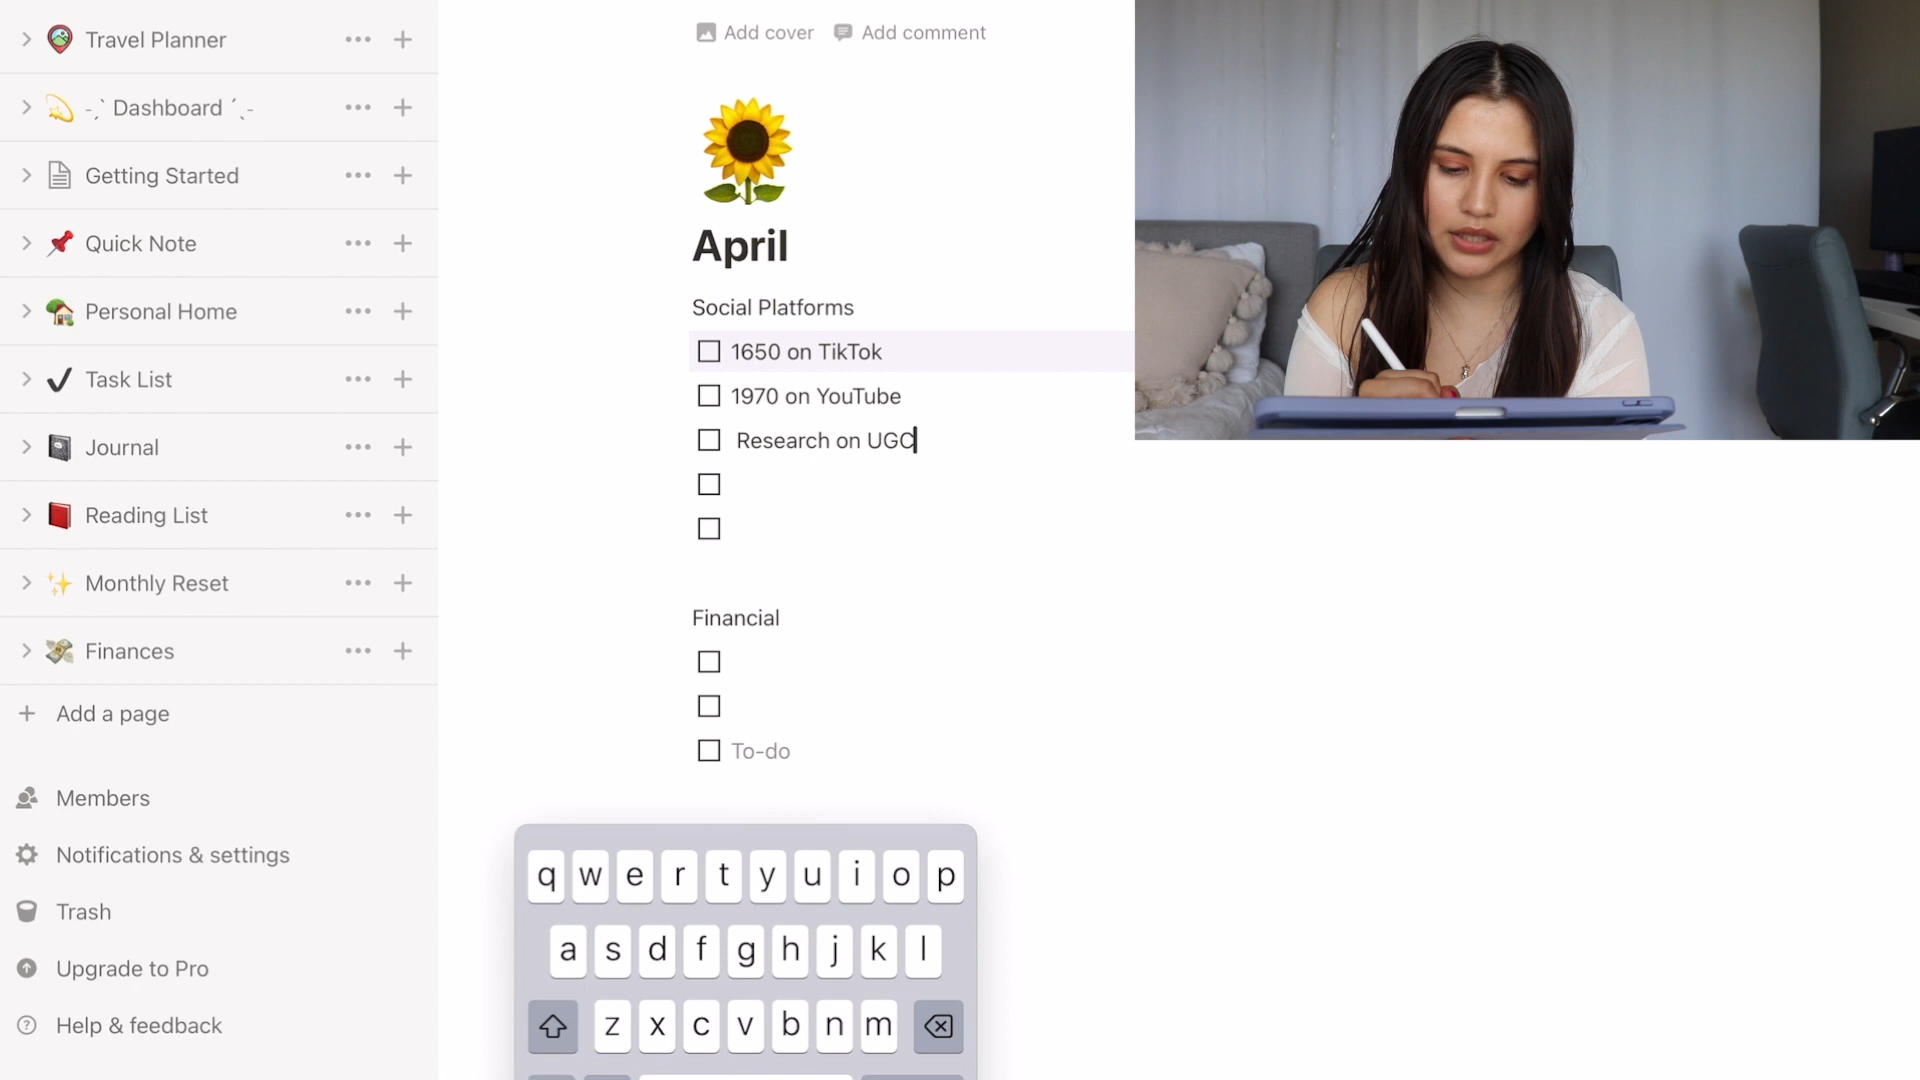 Travel Planner
-ˏˋ Dashboard ˊˎ-
Getting Started
Quick Note
Personal Home
Task List
Journal
Reading List
Monthly Reset
Finances
Add a page
Members
Notifications & settings
Trash
Upgrade to Pro
Help & feedback
Add cover Add comment
April
Social Platforms
1650 on TikTok
1970 on YouTube
Research on UGC
Financial
To-do
q w e r t y u i o p
a s d f g h j k l
z x c v b n m